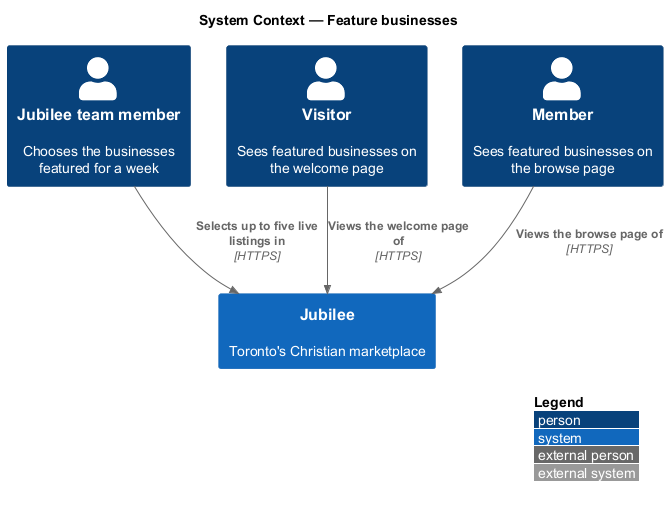 System Context — Feature businesses
Jubilee team member
Chooses the businesses
featured for a week
Visitor
Sees featured businesses on
the welcome page
Member
Sees featured businesses on
the browse page
Selects up to five live
listings in
[HTTPS]
Views the welcome page
of
[HTTPS]
Views the browse page of
[HTTPS]
Jubilee
Toronto's Christian marketplace
Legend
person
system
external person
external system